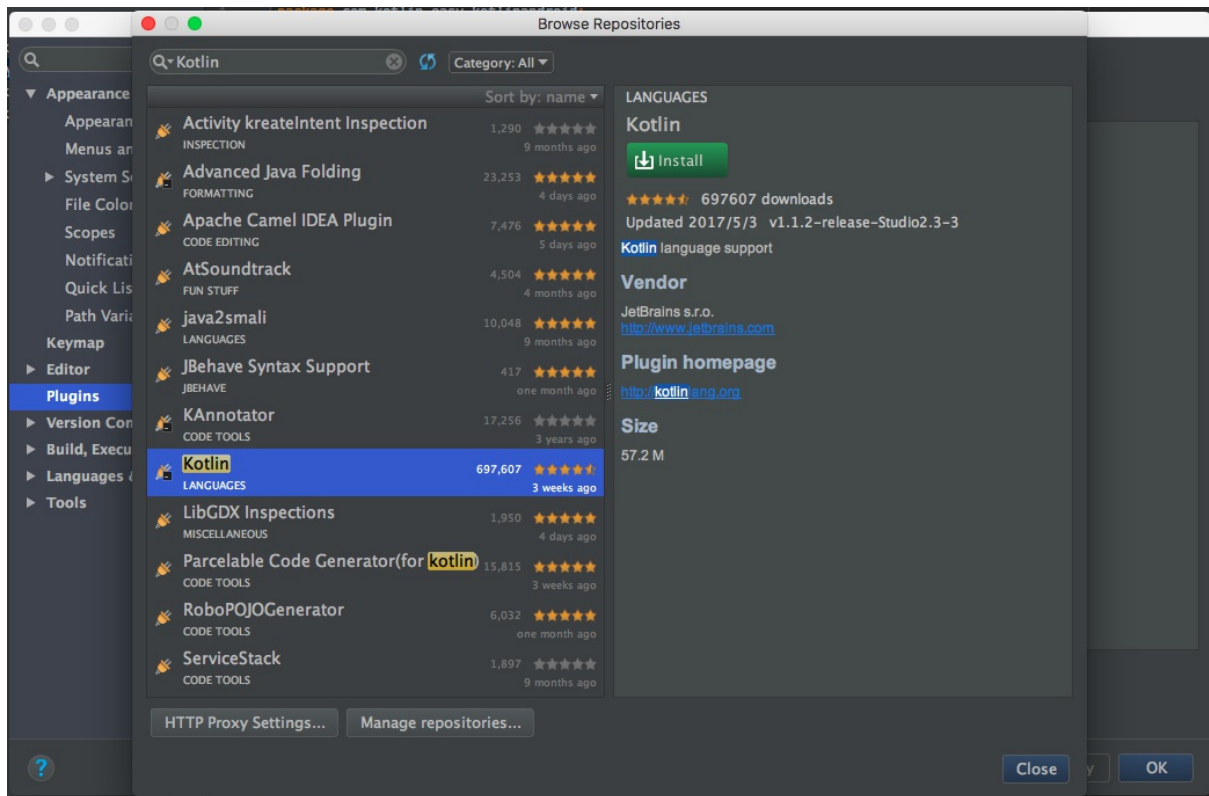 package com.kotlin.easy.kotlinandroid;
Browse Repositories
Kotlin
Category: All
Sort by: name
Appearance
Appearan
Menus an
System S
File Color
Scopes
Notificati
Quick Lis
Path Varia
Keymap
Editor
Plugins
Version Con
Build, Execu
Languages &
Tools
Activity kreateIntent Inspection 1,290
INSPECTION 9 months ago
Advanced Java Folding 23,253
FORMATTING 4 days ago
Apache Camel IDEA Plugin 7,476
CODE EDITING 5 days ago
AtSoundtrack 4,504
FUN STUFF 4 months ago
java2smali 10,048
LANGUAGES 9 months ago
JBehave Syntax Support 417
JBEHAVE one month ago
KAnnotator 17,256
CODE TOOLS 3 years ago
Kotlin 697,607
LANGUAGES 3 weeks ago
LibGDX Inspections 1,950
MISCELLANEOUS 4 days ago
Parcelable Code Generator(for kotlin) 15,815
CODE TOOLS 3 weeks ago
RoboPOJOGenerator 6,032
CODE TOOLS one month ago
ServiceStack 1,897
CODE TOOLS 9 months ago
LANGUAGES
Kotlin
Install
697607 downloads
Updated 2017/5/3 v1.1.2-release-Studio2.3-3
Kotlin language support
Vendor
JetBrains s.r.o.
http://www.jetbrains.com
Plugin homepage
http://kotlinlang.org
Size
57.2 M
HTTP Proxy Settings... Manage repositories...
Close
?
y
OK